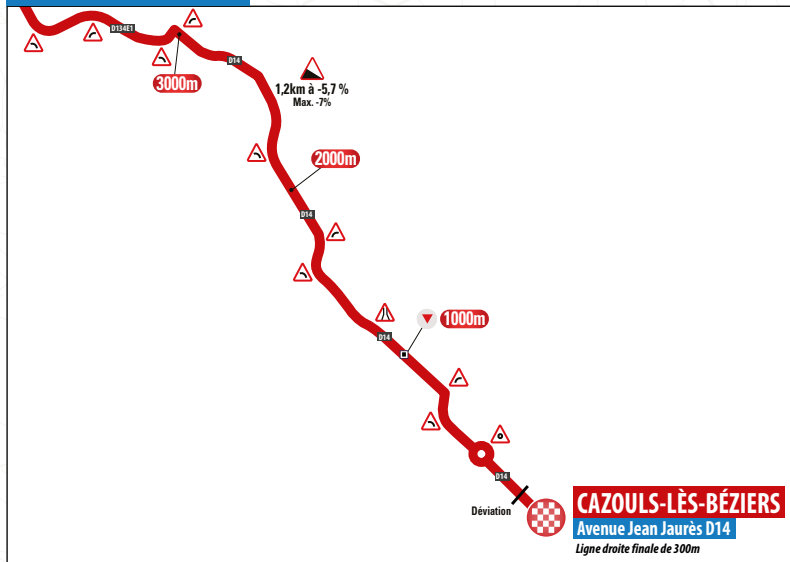 D134E1
D14
3000m
1,2km à -5,7 %
Max. -7%
2000m
D14
1000m
D14
D14
Déviation
CAZOULS-LÈS-BÉZIERS
Avenue Jean Jaurès D14
Ligne droite finale de 300m